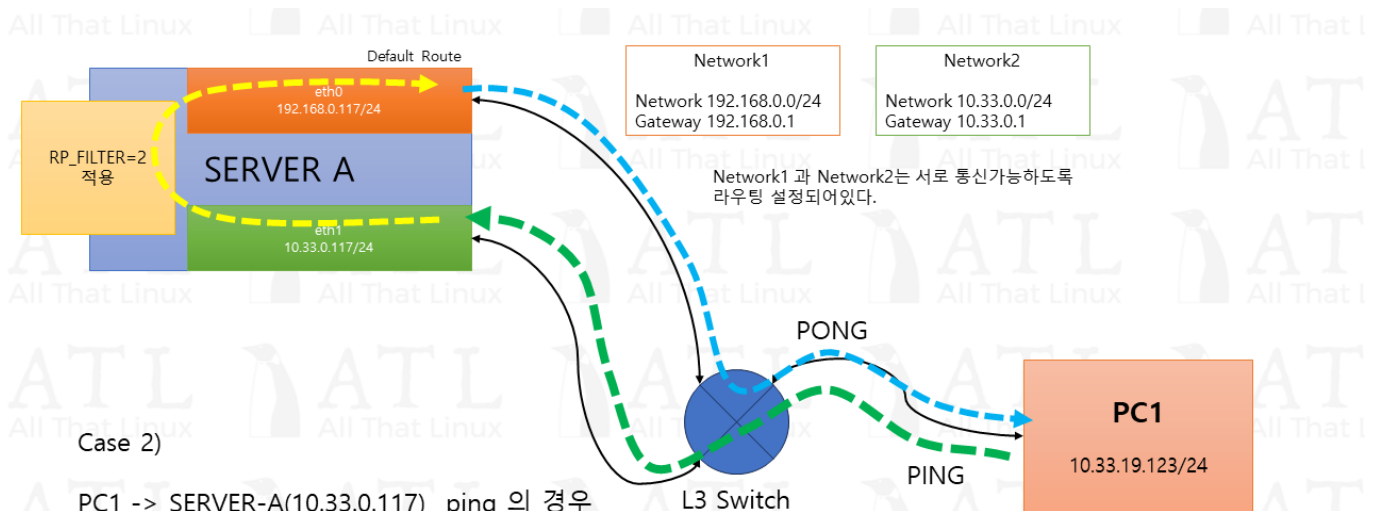 Default Route
eth0
192.168.0.117/24
RP_FILTER=2
적용
SERVER A
eth1
10.33.0.117/24
Network1
Network 192.168.0.0/24
Gateway 192.168.0.1
Network2
Network 10.33.0.0/24
Gateway 10.33.0.1
Network1 과 Network2는 서로 통신가능하도록
라우팅 설정되어있다.
PONG
PING
L3 Switch
PC1
10.33.19.123/24
Case 2)
PC1 -> SERVER-A(10.33.0.117) ping 의 경우
ATL
All That Linux